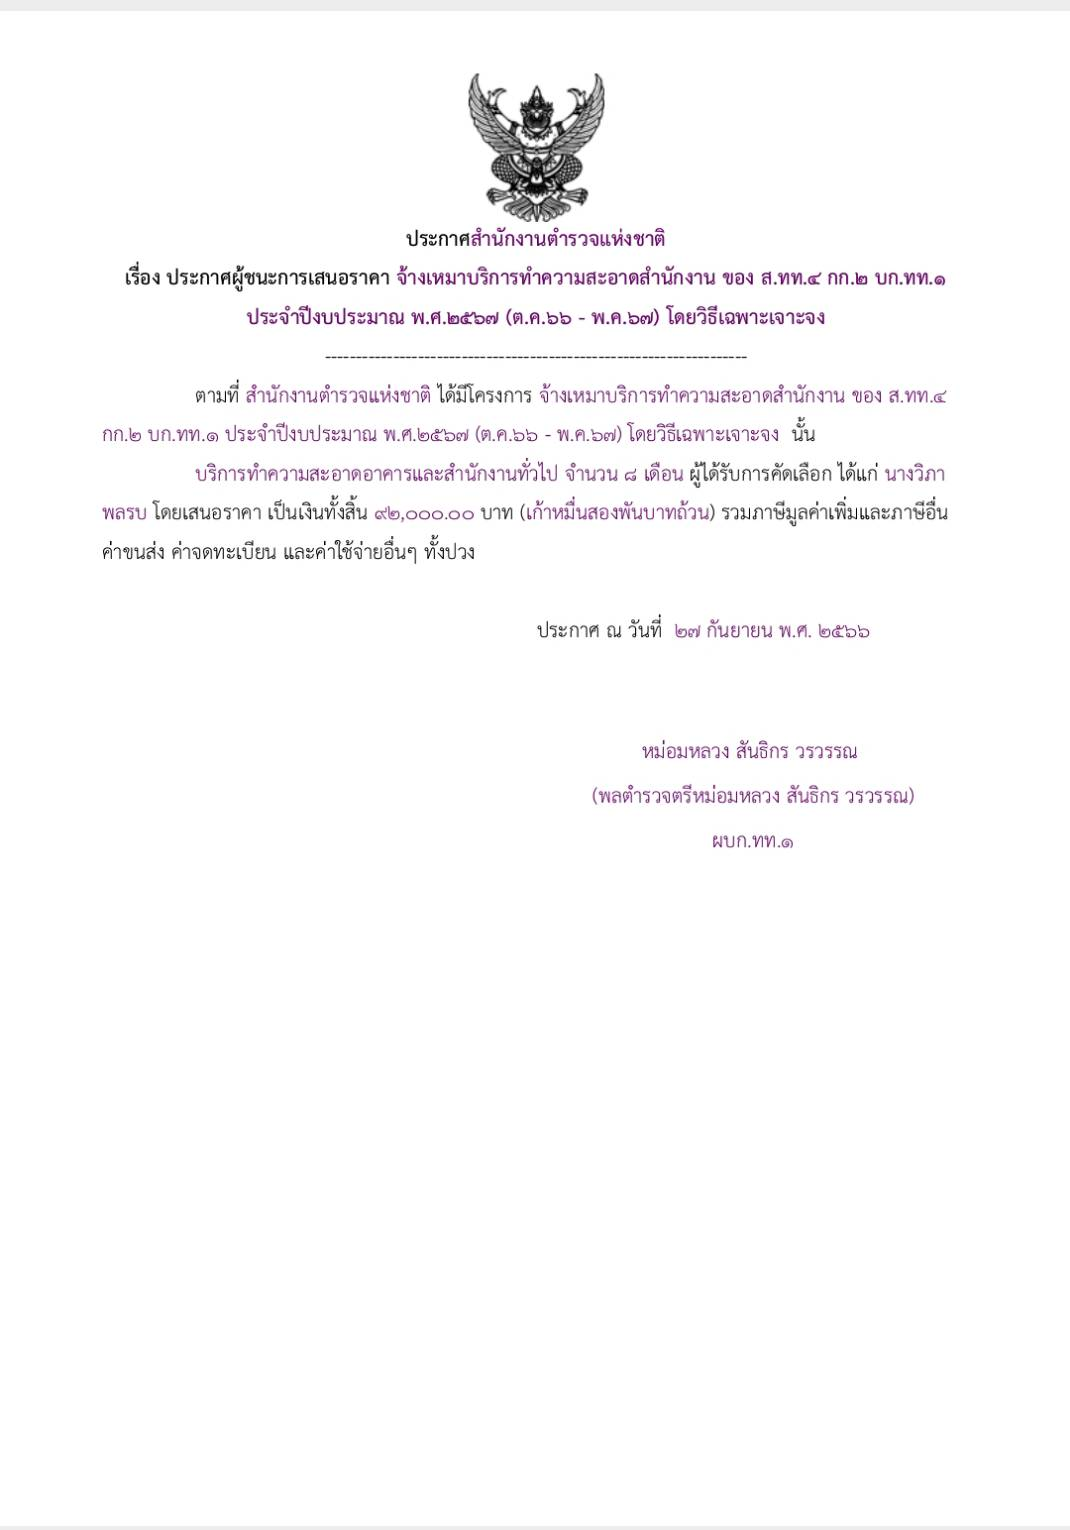 ประกาศสำนักงานตำรวจแห่งชาติ
เรื่อง ประกาศผู้ชนะการเสนอราคา จ้างเหมาบริการทำความสะอาดสำนักงาน ของ ส.ทท.๔ กก.๒ บก.ทท.๑
ประจำปีงบประมาณ พ.ศ.๒๕๖๗ (ต.ค.๖๖ - พ.ค.๖๗) โดยวิธีเฉพาะเจาะจง
--------------------------------------------------------------------
ตามที่ สำนักงานตำรวจแห่งชาติ ได้มีโครงการ จ้างเหมาบริการทำความสะอาดสำนักงาน ของ ส.ทท.๔
กก.๒ บก.ทท.๑ ประจำปีงบประมาณ พ.ศ.๒๕๖๗ (ต.ค.๖๖ - พ.ค.๖๗) โดยวิธีเฉพาะเจาะจง นั้น
บริการทำความสะอาดอาคารและสำนักงานทั่วไป จำนวน ๘ เดือน ผู้ได้รับการคัดเลือก ได้แก่ นางวิภา
พลรบ โดยเสนอราคา เป็นเงินทั้งสิ้น ๙๒,๐๐๐.๐๐ บาท (เก้าหมื่นสองพันบาทถ้วน) รวมภาษีมูลค่าเพิ่มและภาษีอื่น
ค่าขนส่ง ค่าจดทะเบียน และค่าใช้จ่ายอื่นๆ ทั้งปวง
ประกาศ ณ วันที่ ๒๗ กันยายน พ.ศ. ๒๕๖๖
หม่อมหลวง สันธิกร วรวรรณ
(พลตำรวจตรีหม่อมหลวง สันธิกร วรวรรณ)
ผบก.ทท.๑